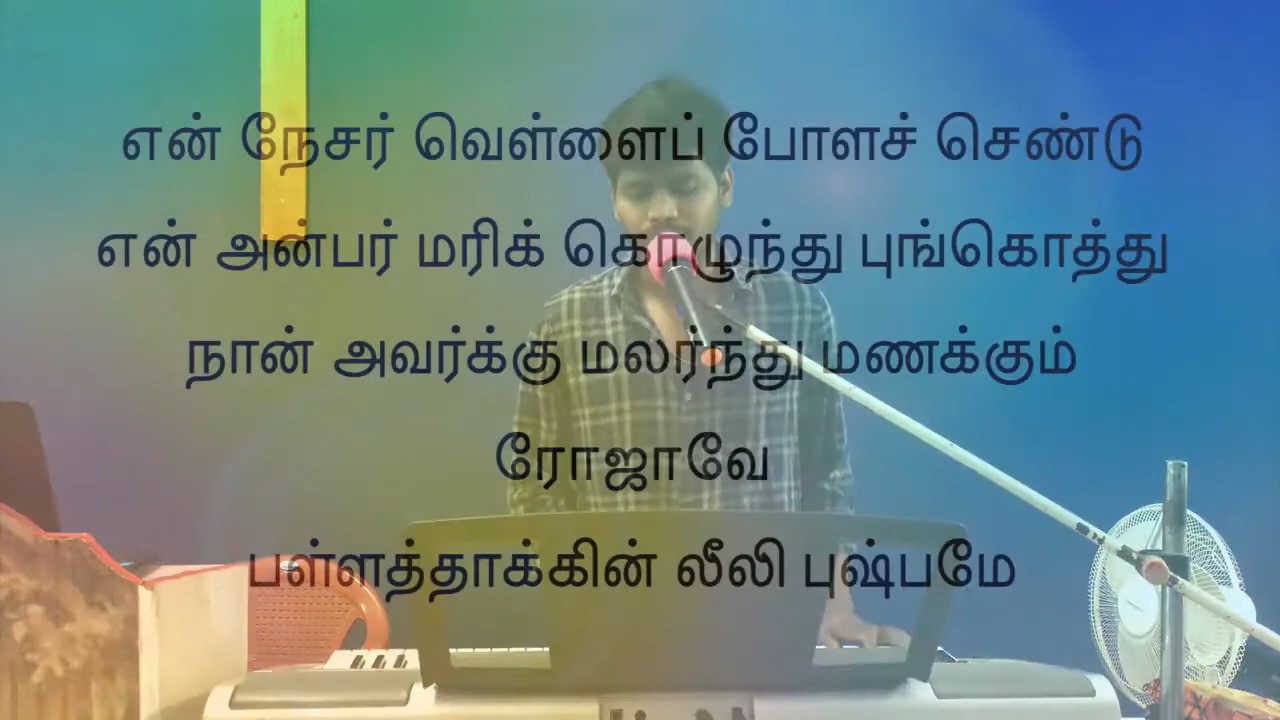 என் நேசர் வெள்ளைப் போளச் செண்டு
என் அன்பர் மரிக் கொழுந்து புங்கொத்து
நான் அவர்க்கு மலர்ந்து மணக்கும்
ரோஜாவே
பள்ளத்தாக்கின் லீலி புஷ்பமே